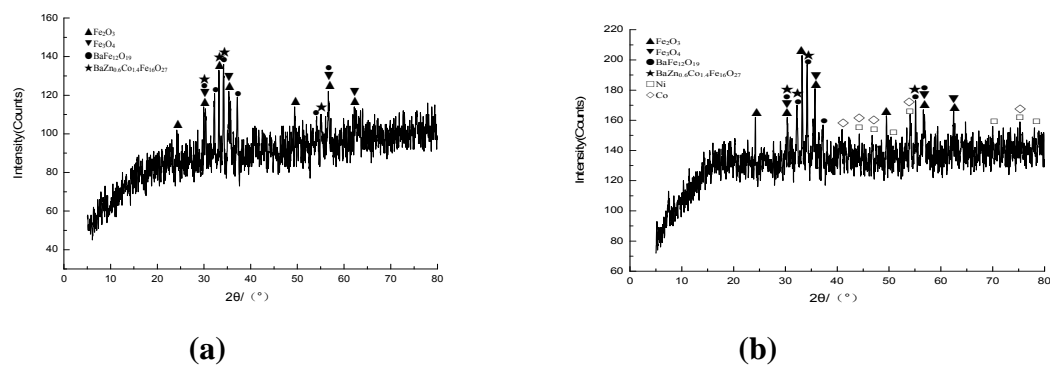 160
140
120
100
80
60
40
Intensity(Counts)
Fe₂O₃
Fe₃O₄
BaFe₁₂O₁₉
BaZn₀.₆Co₁.₄Fe₁₆O₂₇
0 10 20 30 40 50 60 70 80
2θ/（°）
(a)
220
200
180
160
140
120
100
80
60
Intensity(Counts)
Fe₂O₃
Fe₃O₄
BaFe₁₂O₁₉
BaZn₀.₆Co₁.₄Fe₁₆O₂₇
Ni
Co
0 10 20 30 40 50 60 70 80
2θ/（°）
(b)